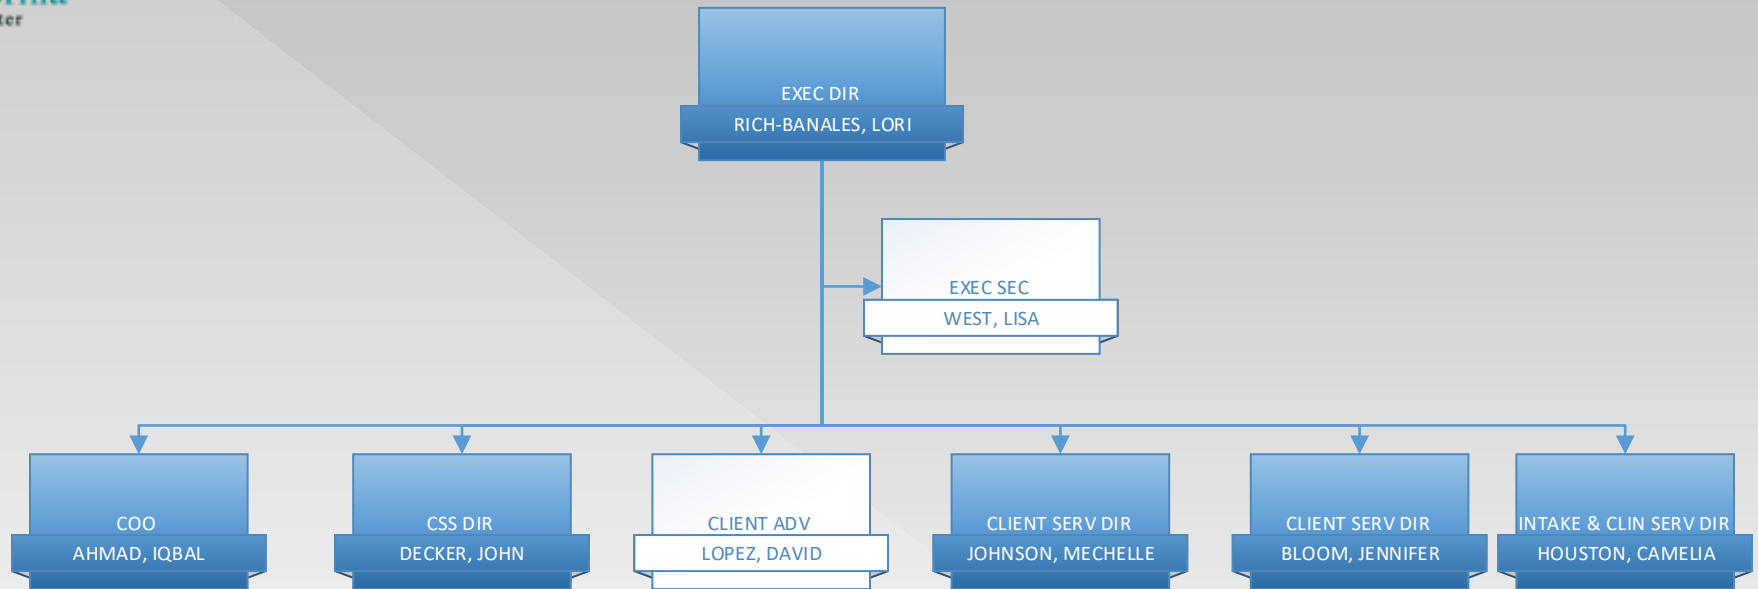 EXEC DIR
RICH-BANALES, LORI
EXEC SEC
WEST, LISA
COO
AHMAD, IQBAL
CSS DIR
DECKER, JOHN
CLIENT ADV
LOPEZ, DAVID
CLIENT SERV DIR
JOHNSON, MECHELLE
CLIENT SERV DIR
BLOOM, JENNIFER
INTAKE & CLIN SERV DIR
HOUSTON, CAMELIA